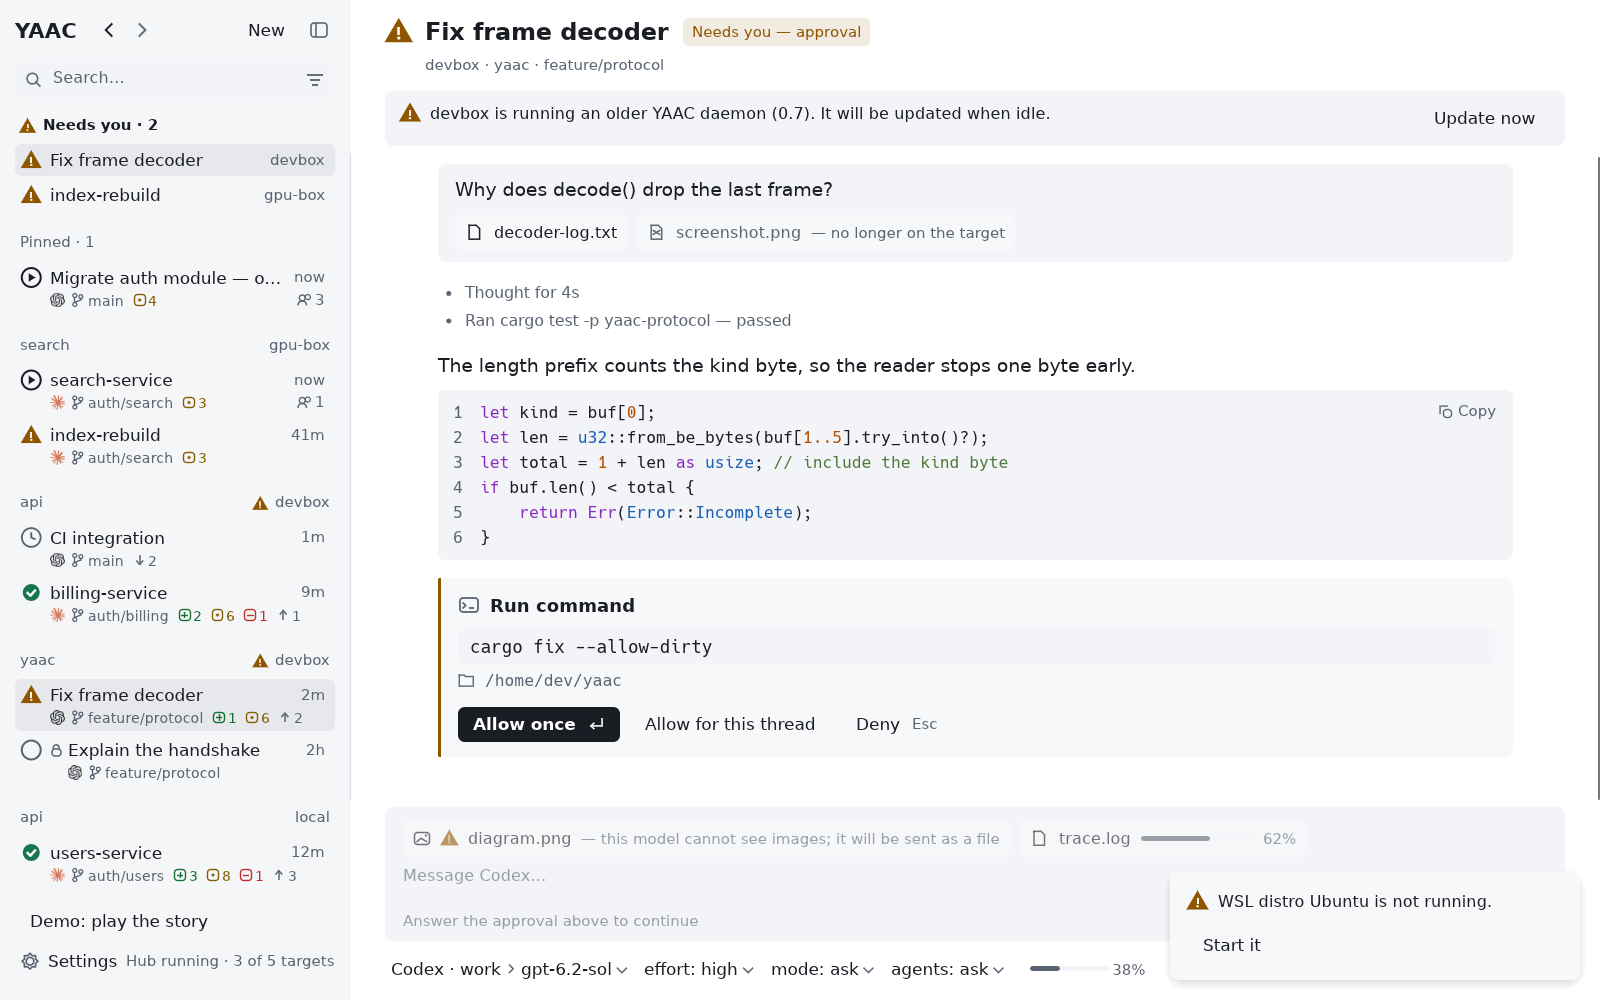 YAAC
New
Search...
Needs you · 2
Fix frame decoder devbox
index-rebuild gpu-box
Pinned · 1
Migrate auth module — o... now
main 4 3
search gpu-box
search-service now
auth/search 3 1
index-rebuild 41m
auth/search 3
api devbox
CI integration 1m
main 2
billing-service 9m
auth/billing 2 6 1 1
yaac devbox
Fix frame decoder 2m
feature/protocol 1 6 2
Explain the handshake 2h
feature/protocol
api local
users-service 12m
auth/users 3 8 1 3
Demo: play the story
Settings Hub running · 3 of 5 targets
Fix frame decoder Needs you — approval
devbox · yaac · feature/protocol
devbox is running an older YAAC daemon (0.7). It will be updated when idle.
Update now
Why does decode() drop the last frame?
decoder-log.txt screenshot.png — no longer on the target
• Thought for 4s
• Ran cargo test -p yaac-protocol — passed
The length prefix counts the kind byte, so the reader stops one byte early.
Copy
1 let kind = buf[0];
2 let len = u32::from_be_bytes(buf[1..5].try_into()?);
3 let total = 1 + len as usize; // include the kind byte
4 if buf.len() < total {
5     return Err(Error::Incomplete);
6 }
Run command
cargo fix --allow-dirty
/home/dev/yaac
Allow once Allow for this thread Deny Esc
diagram.png — this model cannot see images; it will be sent as a file trace.log 62%
Message Codex...
Answer the approval above to continue
Codex · work gpt-6.2-sol effort: high mode: ask agents: ask 38%
WSL distro Ubuntu is not running.
Start it